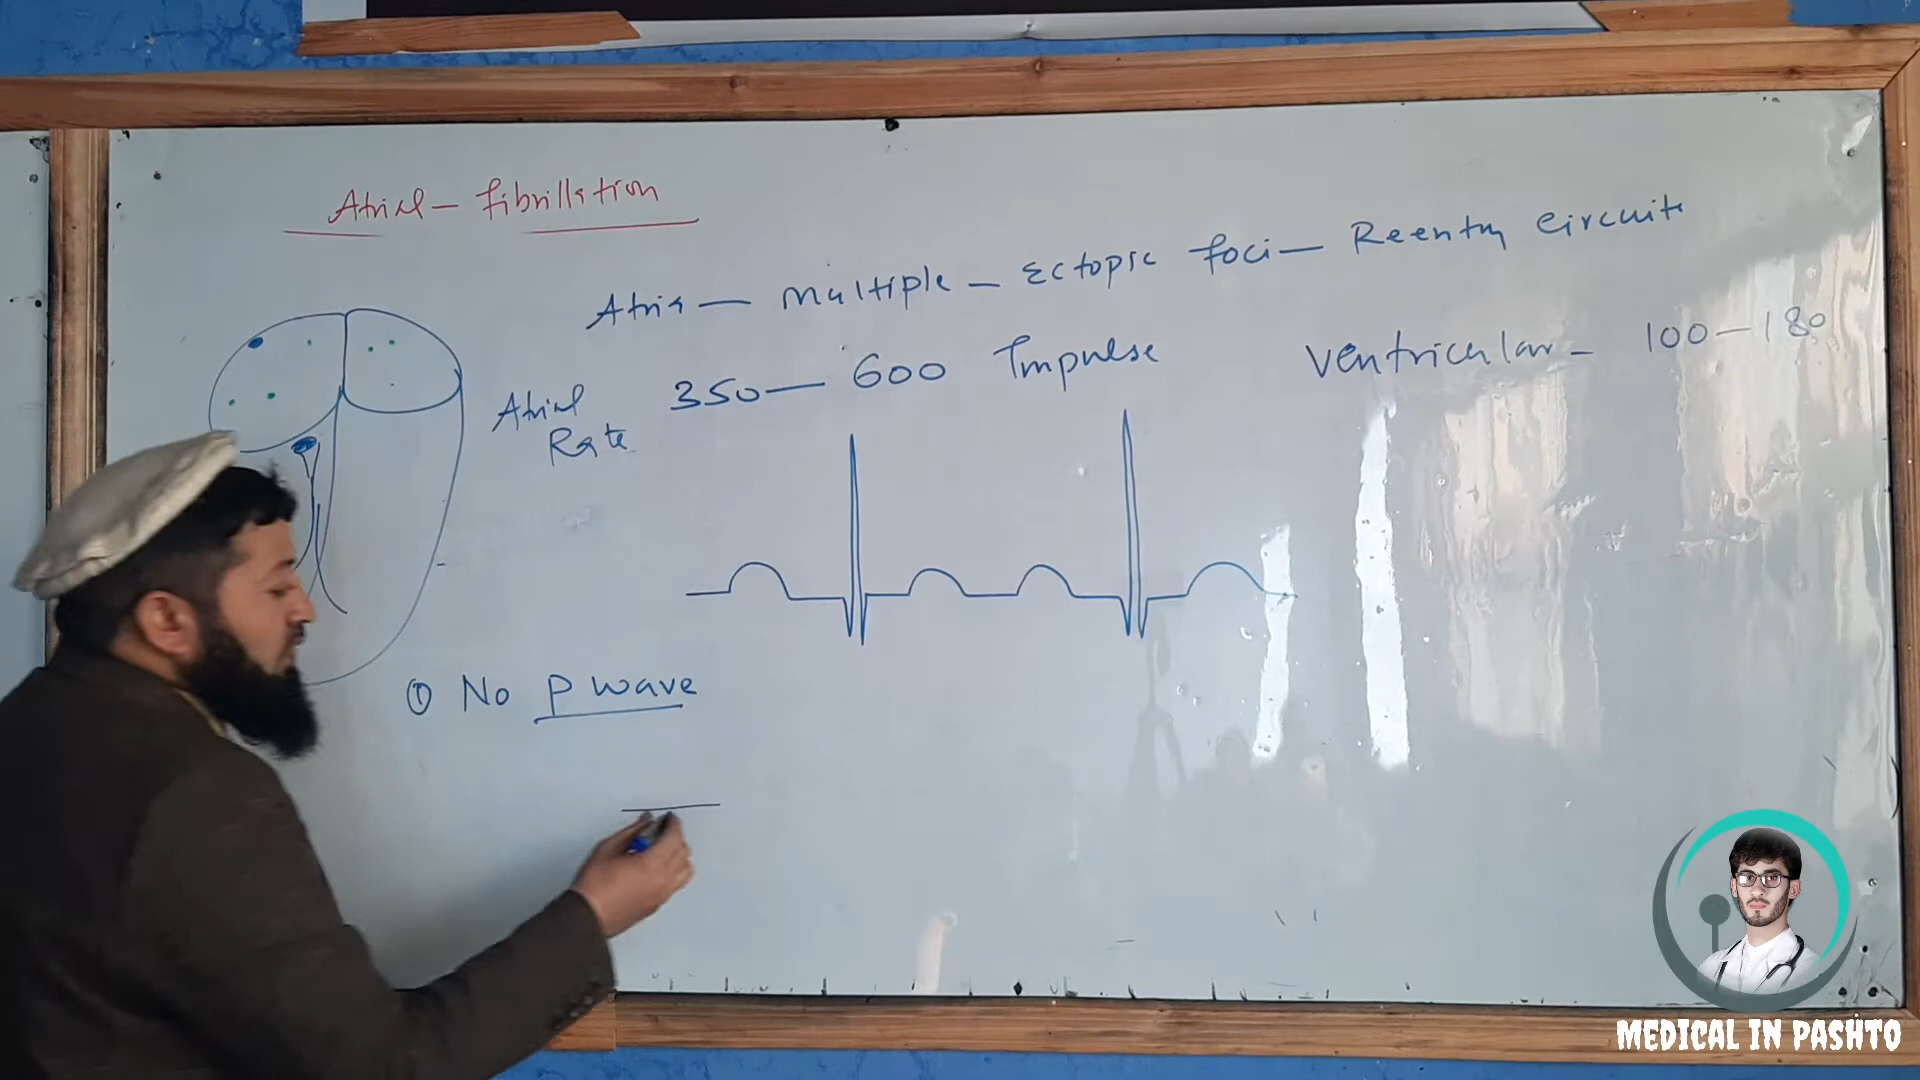 Atrial - fibrillation
Atria - multiple - Ectopic foci - Reentry circuits
Atrial Rate 350 - 600 Impulse
Ventricular - 100 - 180
① No P wave
MEDICAL IN PASHTO